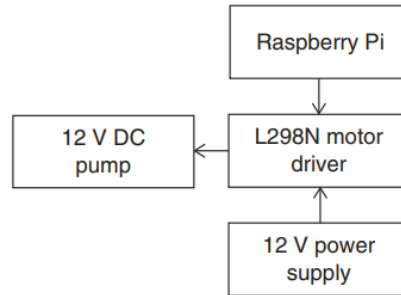 Raspberry Pi
12 V DC
pump
L298N motor
driver
12 V power
supply